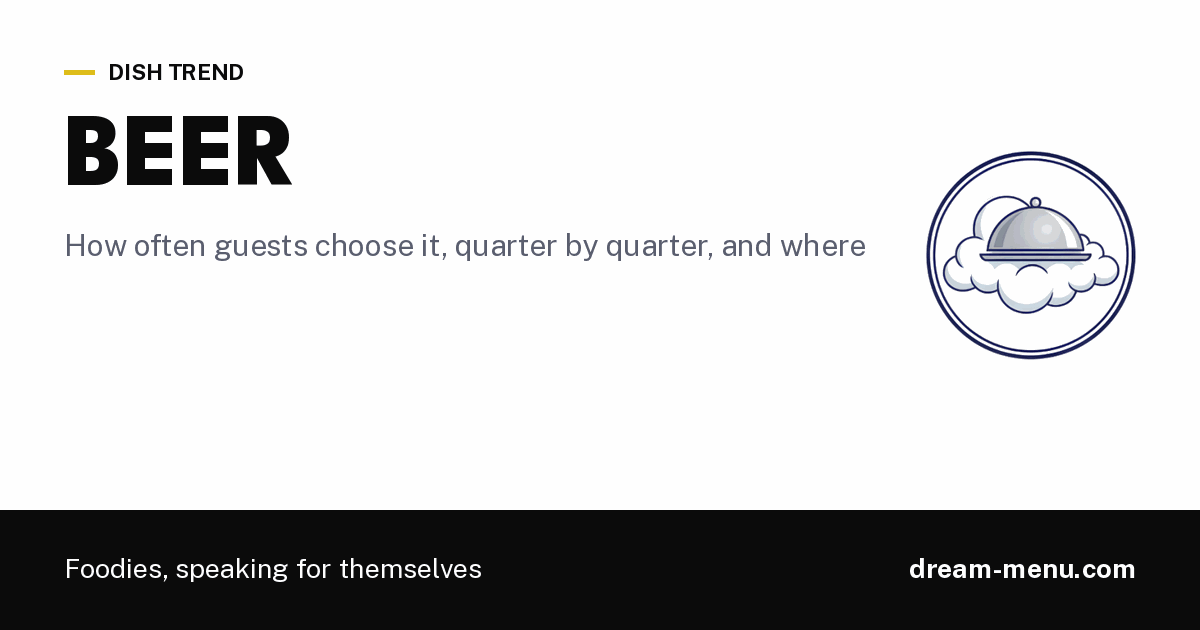 DISH TREND
BEER
How often guests choose it, quarter by quarter, and where
Foodies, speaking for themselves
dream-menu.com